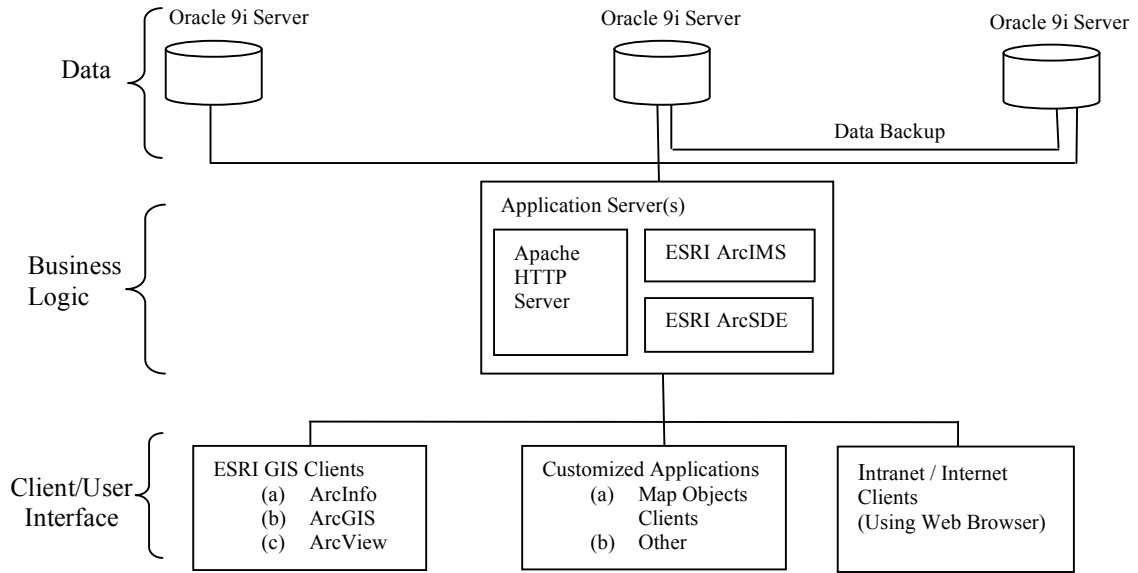 Oracle 9i Server
Oracle 9i Server
Oracle 9i Server
Data
Data Backup
Business
Logic
Application Server(s)
Apache
HTTP
Server
ESRI ArcIMS
ESRI ArcSDE
Client/User
Interface
ESRI GIS Clients
(a) ArcInfo
(b) ArcGIS
(c) ArcView
Customized Applications
(a) Map Objects
Clients
(b) Other
Intranet / Internet
Clients
(Using Web Browser)